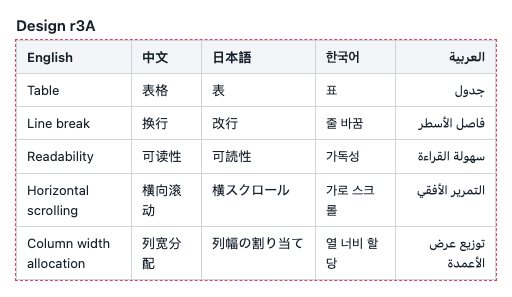 Design r3A
English 中文 日本語 한국어 العربية
Table 表格 表 표 جدول
Line break 换行 改行 줄 바꿈 فاصل الأسطر
Readability 可读性 可読性 가독성 سهولة القراءة
Horizontal 横向滚 横スクロール 가로 스크 التمرير الأفقي
scrolling 动 롤
Column width 列宽分 列幅の割り当て 열 너비 할 توزيع عرض
allocation 配 당 الأعمدة